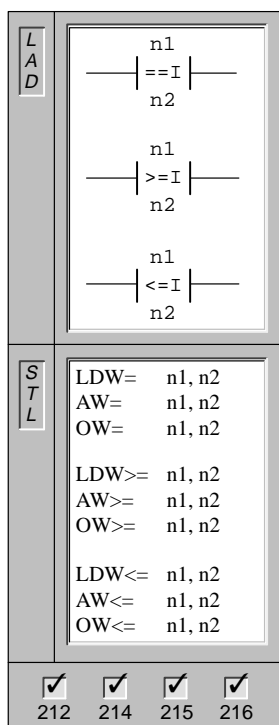 L
A
D
n1
==I
n2
n1
>=I
n2
n1
<=I
n2
S
T
L
LDW= n1, n2
AW= n1, n2
OW= n1, n2
LDW>= n1, n2
AW>= n1, n2
OW>= n1, n2
LDW<= n1, n2
AW<= n1, n2
OW<= n1, n2
212 214 215 216